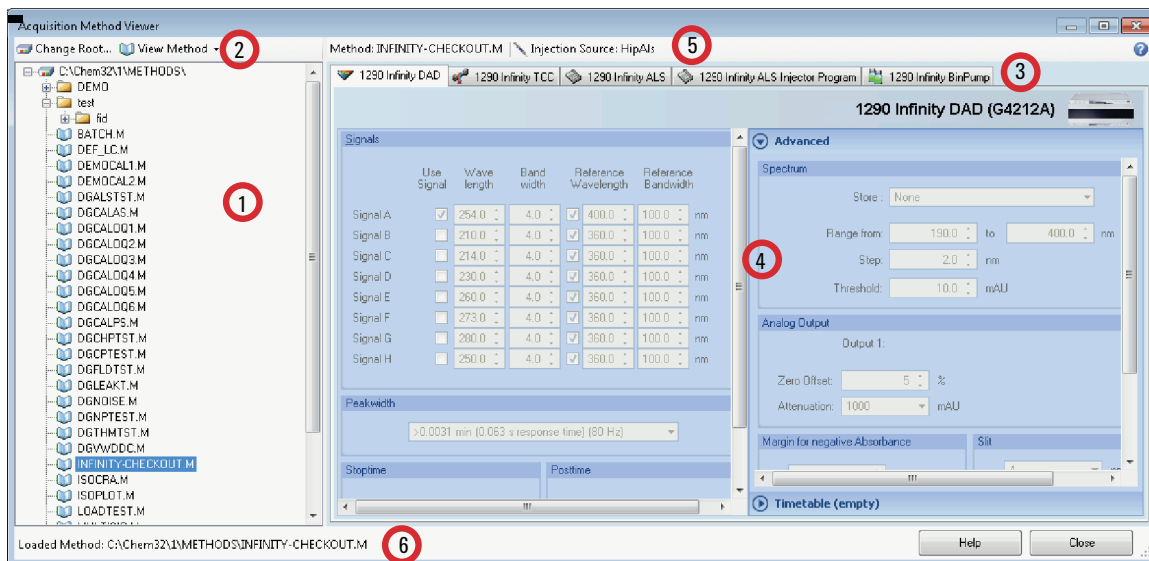 Acquisition Method Viewer
Change Root... View Method 2
Method: INFINITY-CHECKOUT.M Injection Source: HipAls 5
C:\Chem32\1\METHODS\
DEMO
test
fid
BATCH.M
DEF_LC.M
DEMOCAL1.M
DEMOCAL2.M
DGALSTST.M
DGCALAS.M
DGCALOQ1.M
DGCALOQ2.M
DGCALOQ3.M
DGCALOQ4.M
DGCALOQ5.M
DGCALOQ6.M
DGCALPS.M
DGCHPTST.M
DGCPTEST.M
DGFLDTST.M
DGLEAKT.M
DGNOISE.M
DGNPTEST.M
DGTHMTST.M
DGVWDDC.M
INFINITY-CHECKOUT.M
ISOCRA.M
ISOPLOT.M
LOADTEST.M
1
1290 Infinity DAD 1290 Infinity TCC 1290 Infinity ALS 1290 Infinity ALS Injector Program 1290 Infinity BinPump 3
1290 Infinity DAD (G4212A)
Signals
Use Signal Wave length Band width Reference Wavelength Reference Bandwidth
Signal A 254.0 4.0 400.0 100.0 nm
Signal B 210.0 4.0 360.0 100.0 nm
Signal C 214.0 4.0 360.0 100.0 nm
Signal D 230.0 4.0 360.0 100.0 nm
Signal E 260.0 4.0 360.0 100.0 nm
Signal F 273.0 4.0 360.0 100.0 nm
Signal G 280.0 4.0 360.0 100.0 nm
Signal H 250.0 4.0 360.0 100.0 nm
Peakwidth
>0.0031 min (0.063 s response time) (80 Hz)
Stoptime Posttime
4
Advanced
Spectrum
Store: None
Range from: 190.0 to 400.0 nm
Step: 2.0 nm
Threshold: 10.0 mAU
Analog Output
Output 1:
Zero Offset: 5 %
Attenuation: 1000 mAU
Margin for negative Absorbance Slit
4
Timetable (empty)
Loaded Method: C:\Chem32\1\METHODS\INFINITY-CHECKOUT.M 6
Help Close